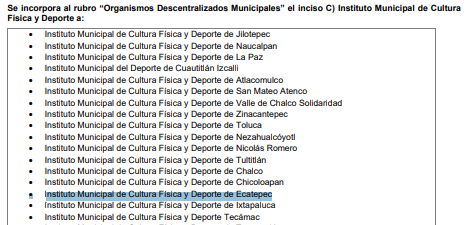 Se incorpora al rubro “Organismos Descentralizados Municipales” el inciso C) Instituto Municipal de Cultura
Física y Deporte a:
• Instituto Municipal de Cultura Física y Deporte de Jilotepec
• Instituto Municipal de Cultura Física y Deporte de Naucalpan
• Instituto Municipal de Cultura Física y Deporte de La Paz
• Instituto Municipal del Deporte de Cuautitlán Izcalli
• Instituto Municipal de Cultura Física y Deporte de Atlacomulco
• Instituto Municipal de Cultura Física y Deporte de San Mateo Atenco
• Instituto Municipal de Cultura Física y Deporte de Valle de Chalco Solidaridad
• Instituto Municipal de Cultura Física y Deporte de Zinacantepec
• Instituto Municipal de Cultura Física y Deporte de Toluca
• Instituto Municipal de Cultura Física y Deporte de Nezahualcóyotl
• Instituto Municipal de Cultura Física y Deporte de Nicolás Romero
• Instituto Municipal de Cultura Física y Deporte de Tultitlán
• Instituto Municipal de Cultura Física y Deporte de Chalco
• Instituto Municipal de Cultura Física y Deporte de Chicoloapan
• Instituto Municipal de Cultura Física y Deporte de Ecatepec
• Instituto Municipal de Cultura Física y Deporte de Ixtapaluca
• Instituto Municipal de Cultura Física y Deporte Tecámac